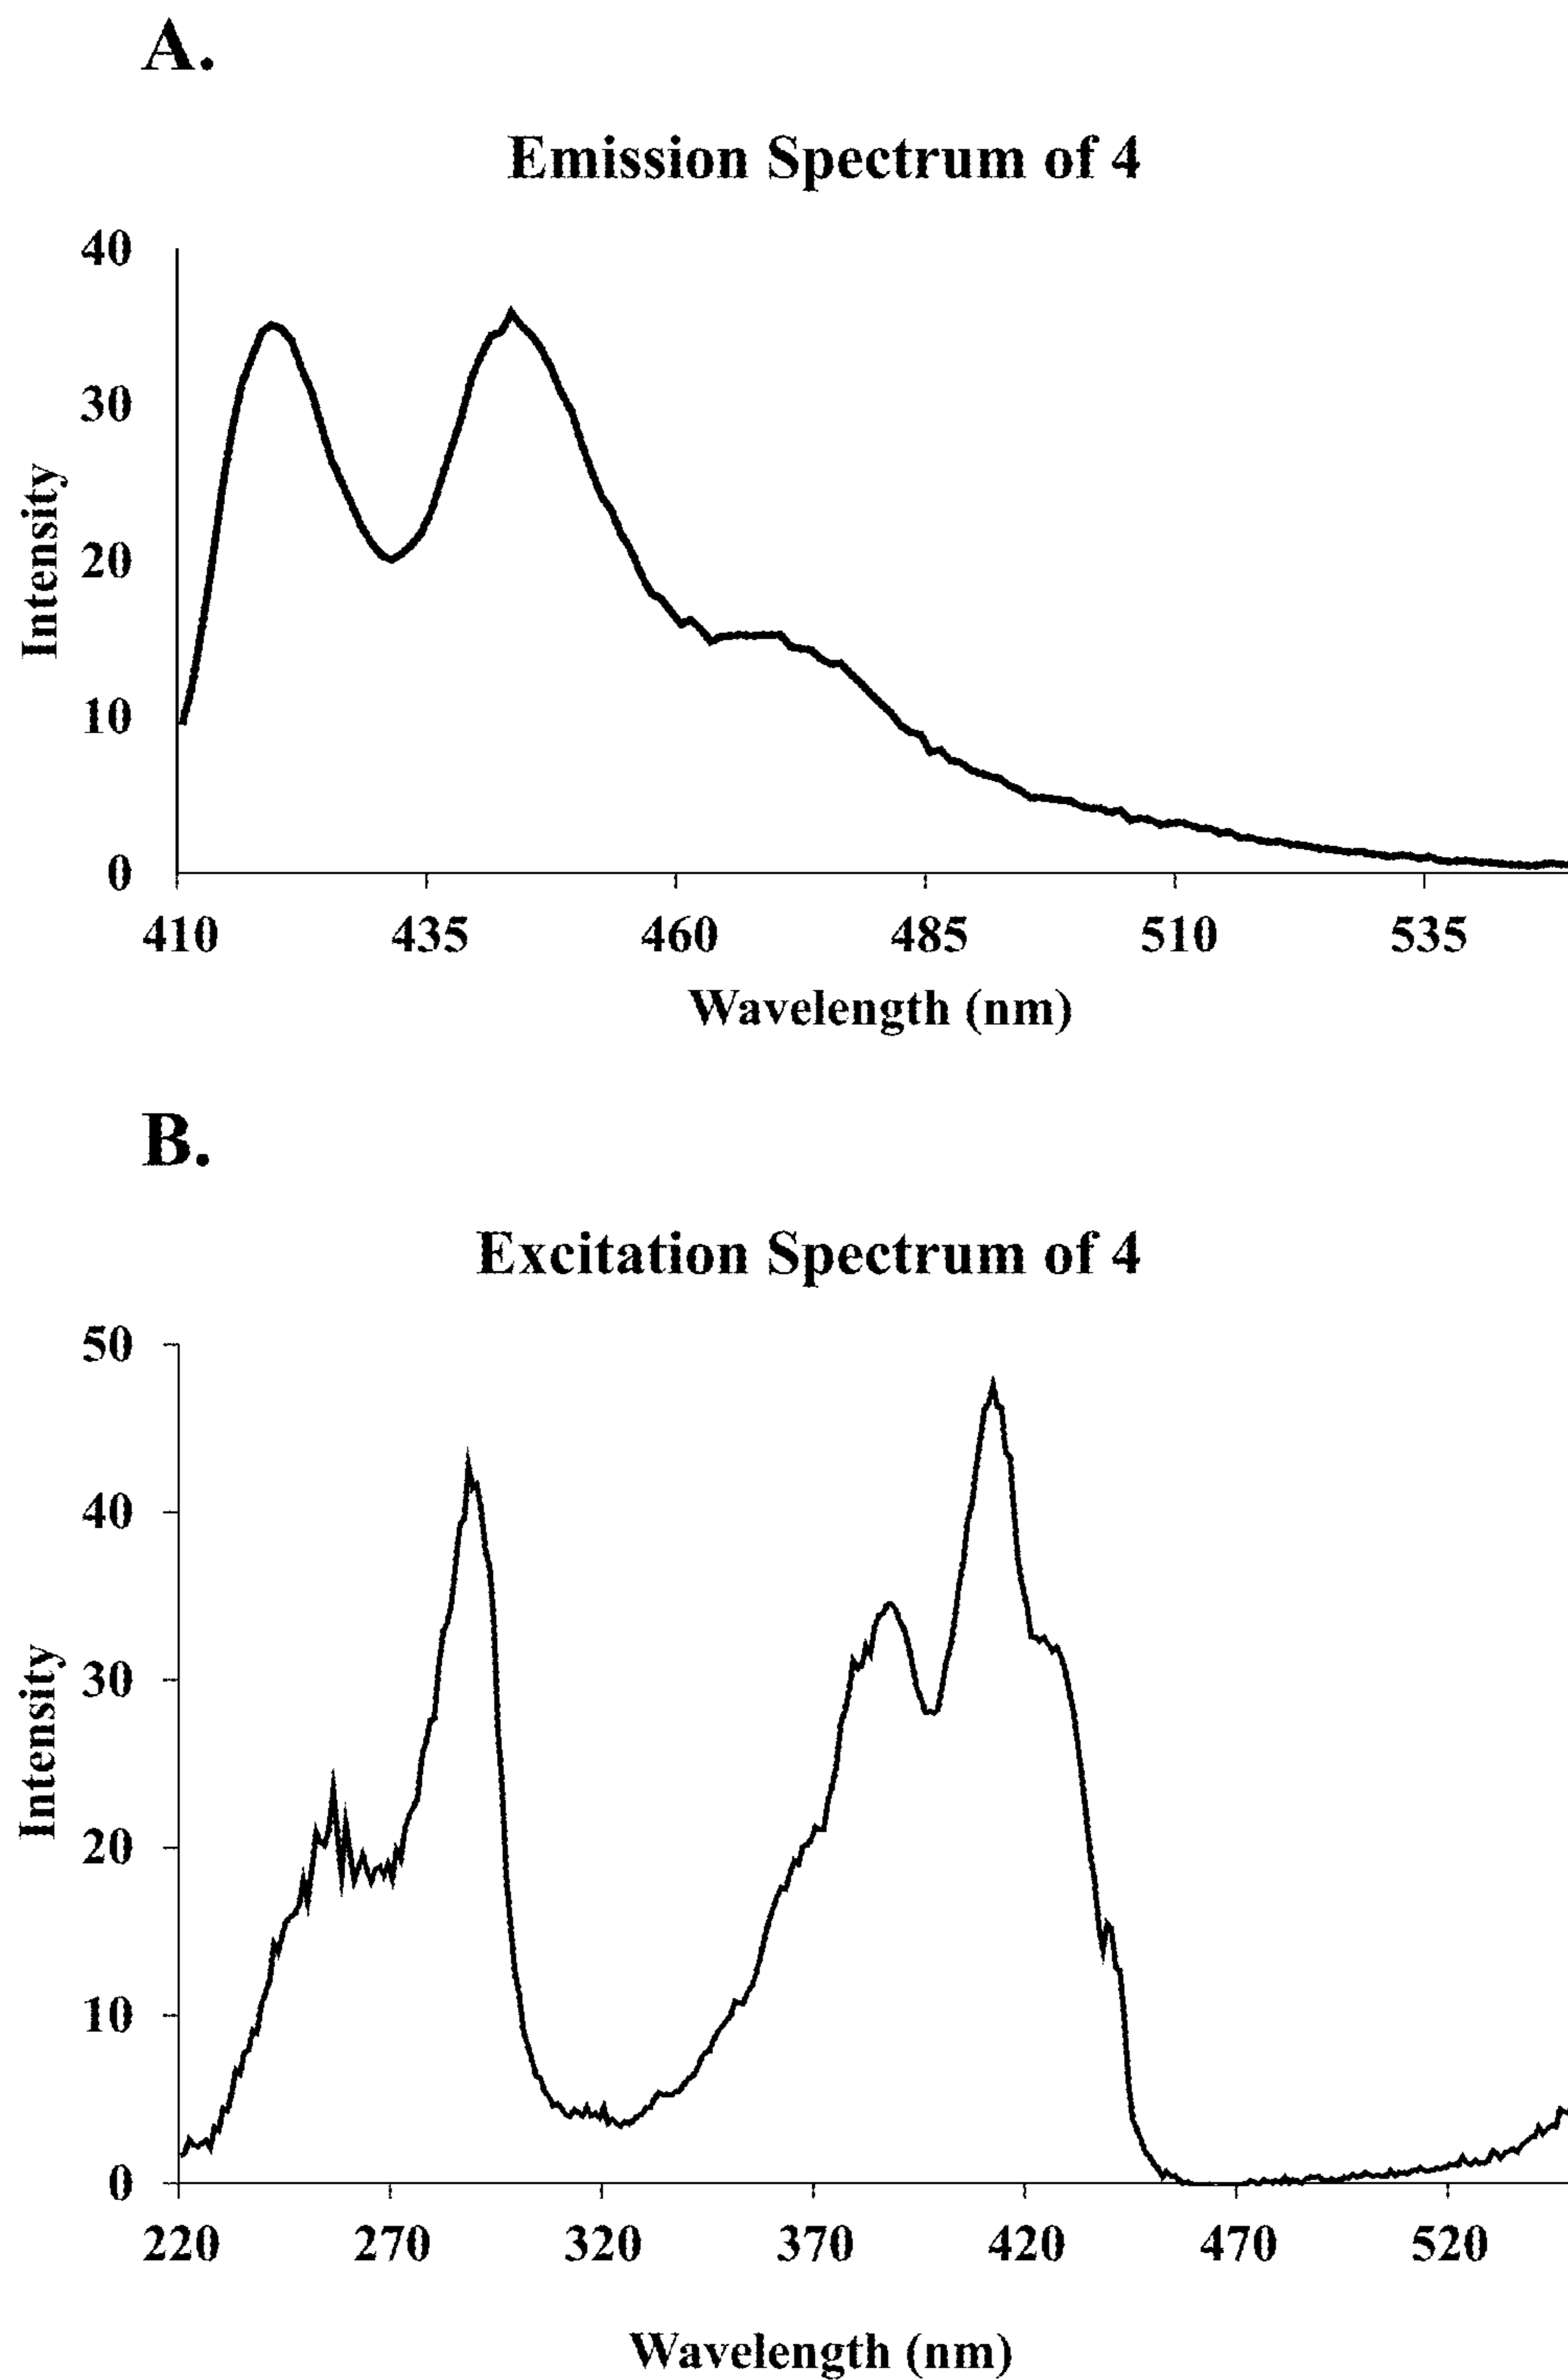 A.
Emission Spectrum of 4
40
30
20
10
0
Intensity
410 435 460 485 510 535
Wavelength (nm)
B.
Excitation Spectrum of 4
50
40
30
20
10
0
Intensity
220 270 320 370 420 470 520
Wavelength (nm)